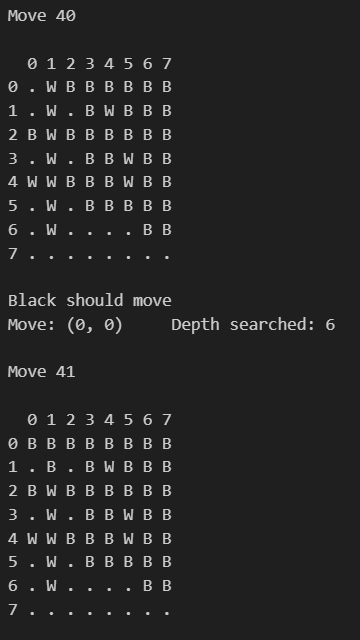 Move 40
0 1 2 3 4 5 6 7
0 . W B B B B B B
1 . W . B W B B B
2 B W B B B B B B
3 . W . B B W B B
4 W W B B B W B B
5 . W . B B B B B
6 . W . . . . B B
7 . . . . . . . .
Black should move
Move: (0, 0) Depth searched: 6
Move 41
0 1 2 3 4 5 6 7
0 B B B B B B B B
1 . B . B W B B B
2 B W B B B B B B
3 . W . B B W B B
4 W W B B B W B B
5 . W . B B B B B
6 . W . . . . B B
7 . . . . . . . .